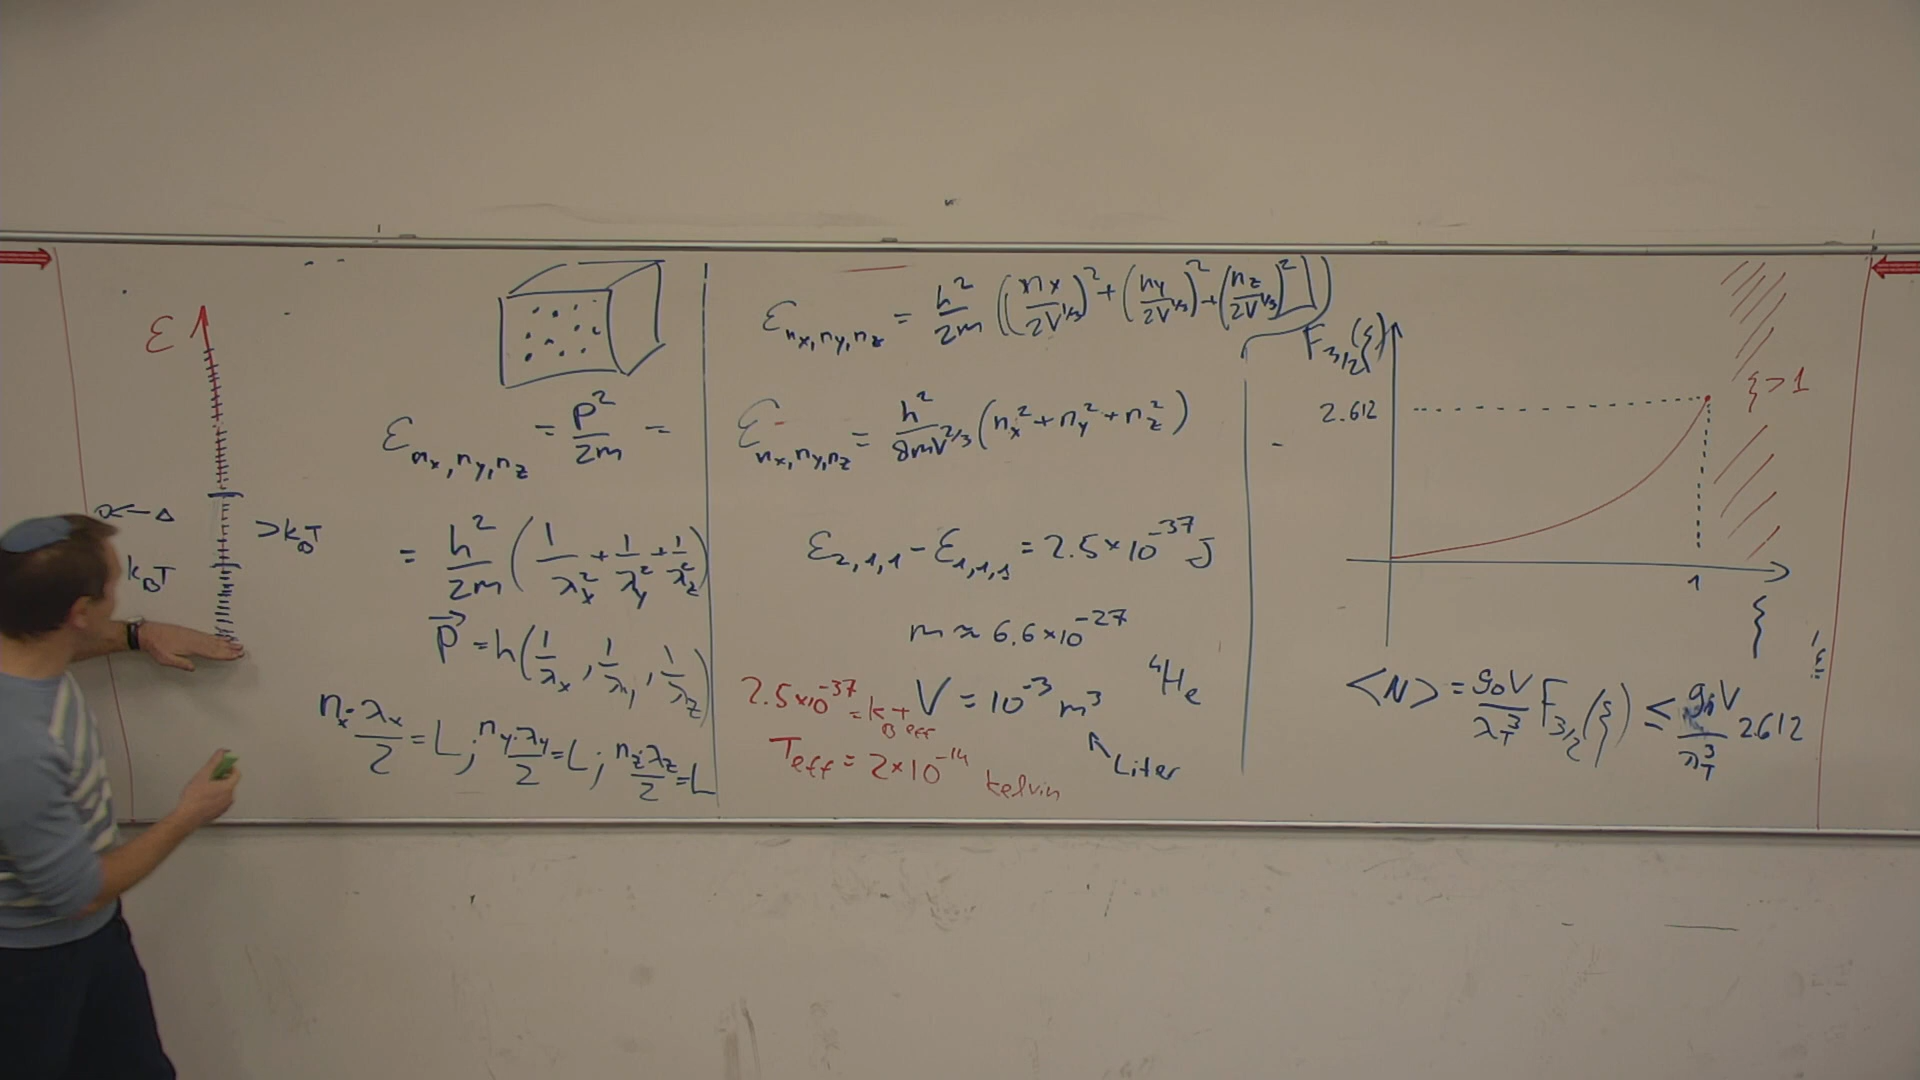 ε
α ← Δ
> k_B T
k_B T
ε_{n_x, n_y, n_z} = p²/2m =
= h²/2m (1/λ_x² + 1/λ_y² + 1/λ_z²)
p⃗ = h(1/λ_x, 1/λ_y, 1/λ_z)
n_x·λ_x/2 = L; n_y·λ_y/2 = L; n_z·λ_z/2 = L
ε_{n_x, n_y, n_z} = h²/2m ((n_x/2V^{1/3})² + (n_y/2V^{1/3})² + (n_z/2V^{1/3})²)
ε_{n_x, n_y, n_z} = h²/8mV^{2/3} (n_x² + n_y² + n_z²)
ε_{2,1,1} - ε_{1,1,1} = 2.5×10^{-37} J
m ≈ 6.6×10^{-27}
⁴He
V = 10^{-3} m³
Liter
2.5×10^{-37} = k_B T_eff
T_eff = 2×10^{-14} kelvin
F_{3/2}(ξ)
2.612
ξ > 1
1
ξ
<N> = g_0 V/λ_T³ F_{3/2}(ξ) ≤ g_0 V/λ_T³ 2.612